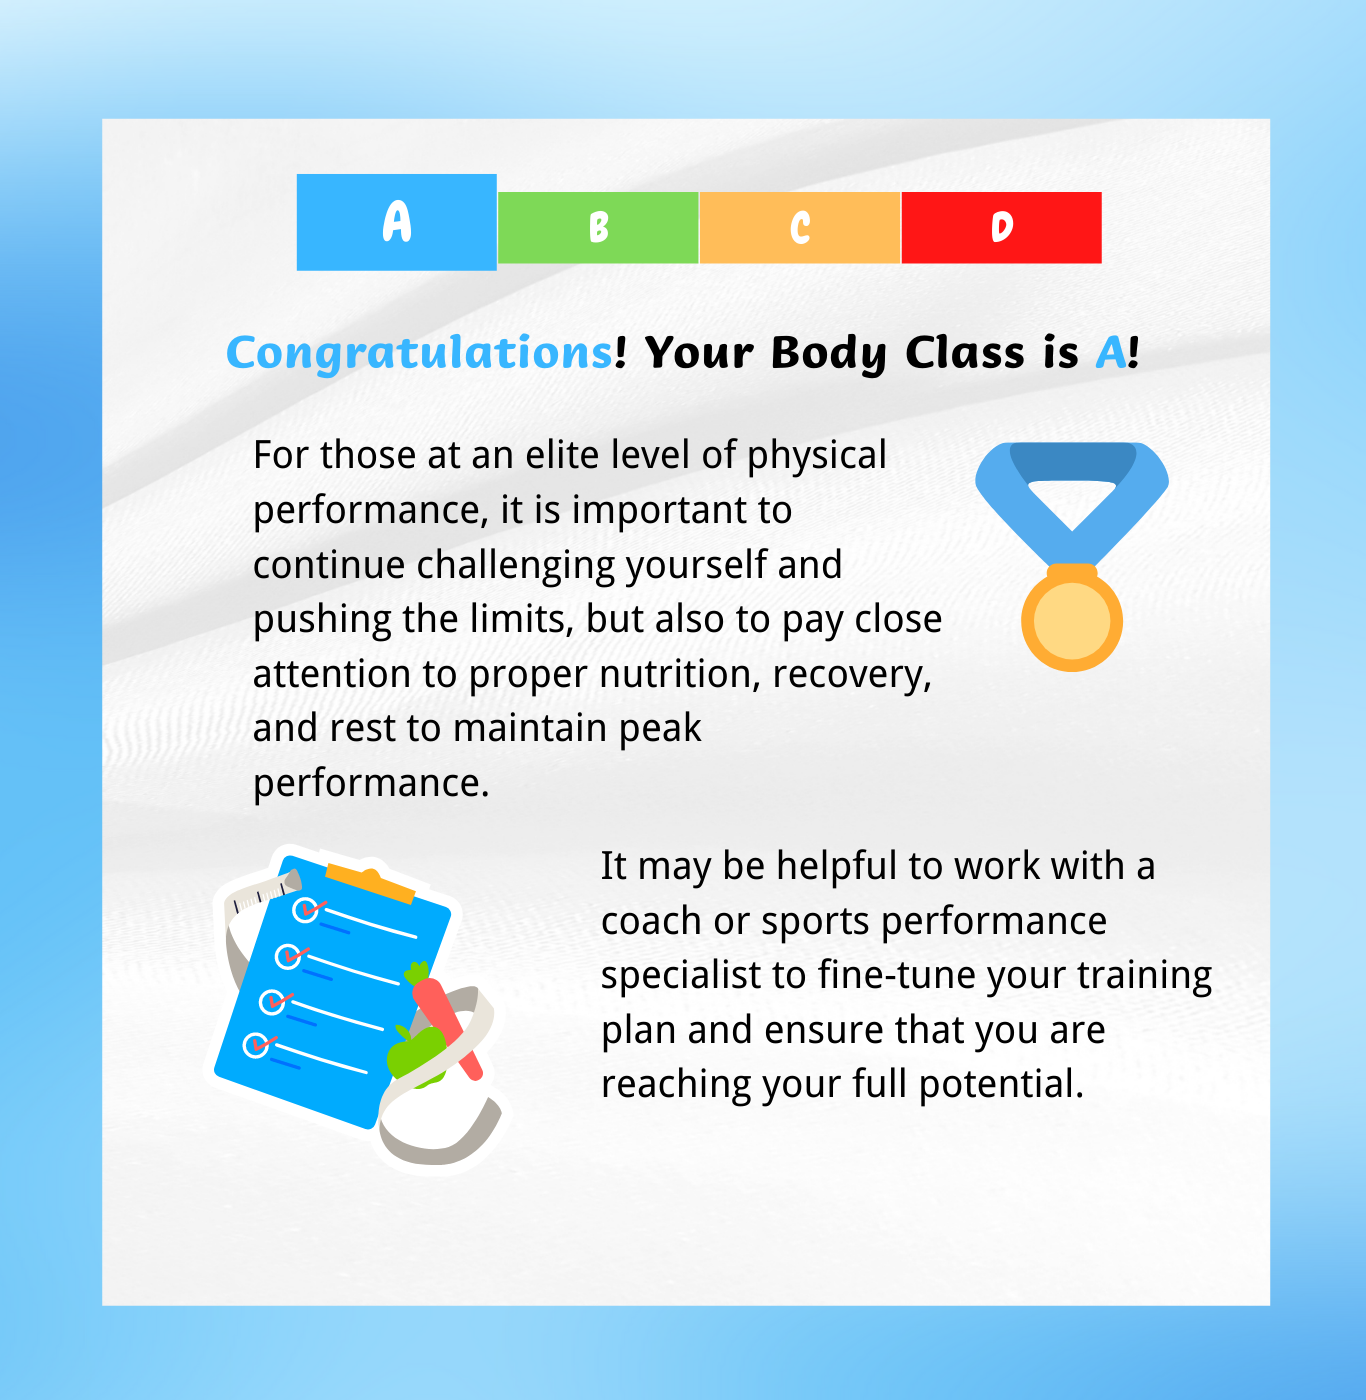 A B C D
Congratulations! Your Body Class is A!
For those at an elite level of physical
performance, it is important to
continue challenging yourself and
pushing the limits, but also to pay close
attention to proper nutrition, recovery,
and rest to maintain peak
performance.
It may be helpful to work with a
coach or sports performance
specialist to fine-tune your training
plan and ensure that you are
reaching your full potential.